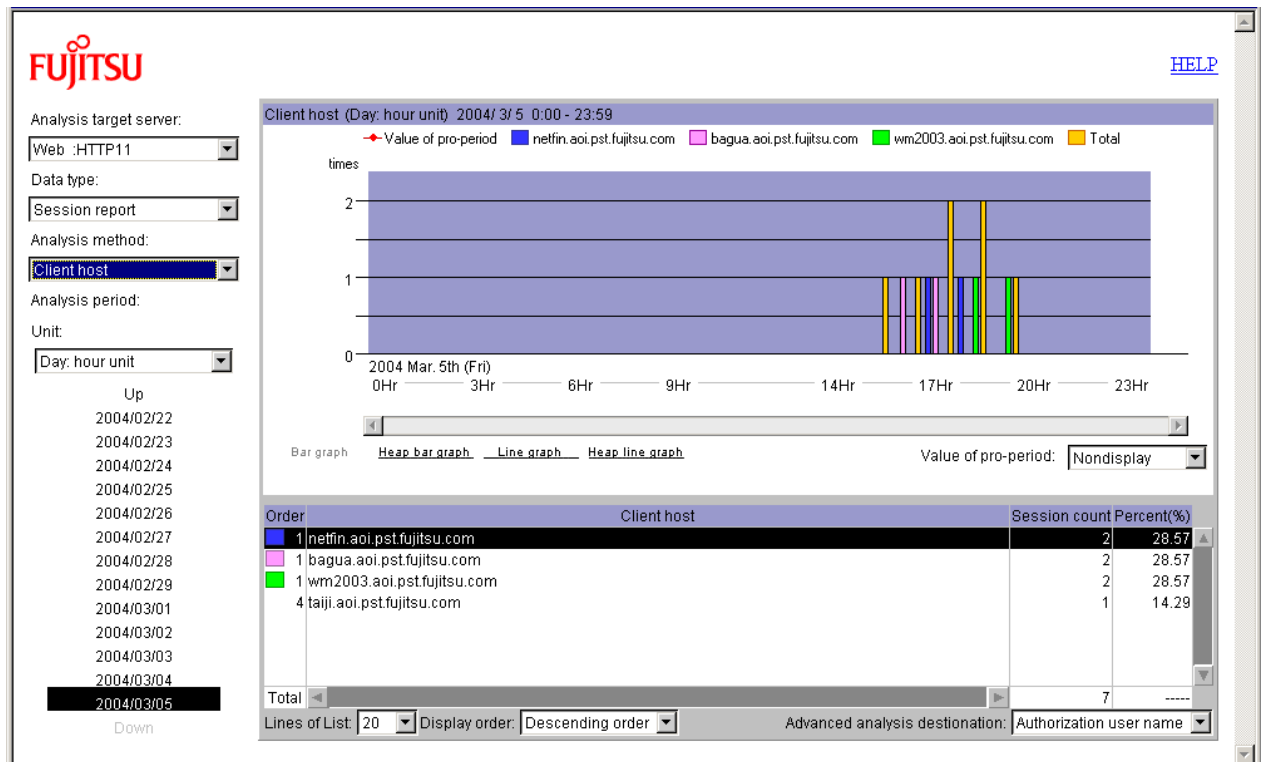 FUJITSU
HELP
Analysis target server:
Web :HTTP11
Data type:
Session report
Analysis method:
Client host
Analysis period:
Unit:
Day: hour unit
Up
2004/02/22
2004/02/23
2004/02/24
2004/02/25
2004/02/26
2004/02/27
2004/02/28
2004/02/29
2004/03/01
2004/03/02
2004/03/03
2004/03/04
2004/03/05
Down
Client host (Day: hour unit) 2004/ 3/ 5 0:00 - 23:59
Value of pro-period netfin.aoi.pst.fujitsu.com bagua.aoi.pst.fujitsu.com wm2003.aoi.pst.fujitsu.com Total
times
2
1
0
2004 Mar. 5th (Fri)
0Hr 3Hr 6Hr 9Hr 14Hr 17Hr 20Hr 23Hr
Bar graph Heap bar graph Line graph Heap line graph Value of pro-period: Nondisplay
Order Client host Session count Percent(%)
1 netfin.aoi.pst.fujitsu.com 2 28.57
1 bagua.aoi.pst.fujitsu.com 2 28.57
1 wm2003.aoi.pst.fujitsu.com 2 28.57
4 taiji.aoi.pst.fujitsu.com 1 14.29
Total 7 -----
Lines of List: 20 Display order: Descending order Advanced analysis destionation: Authorization user name